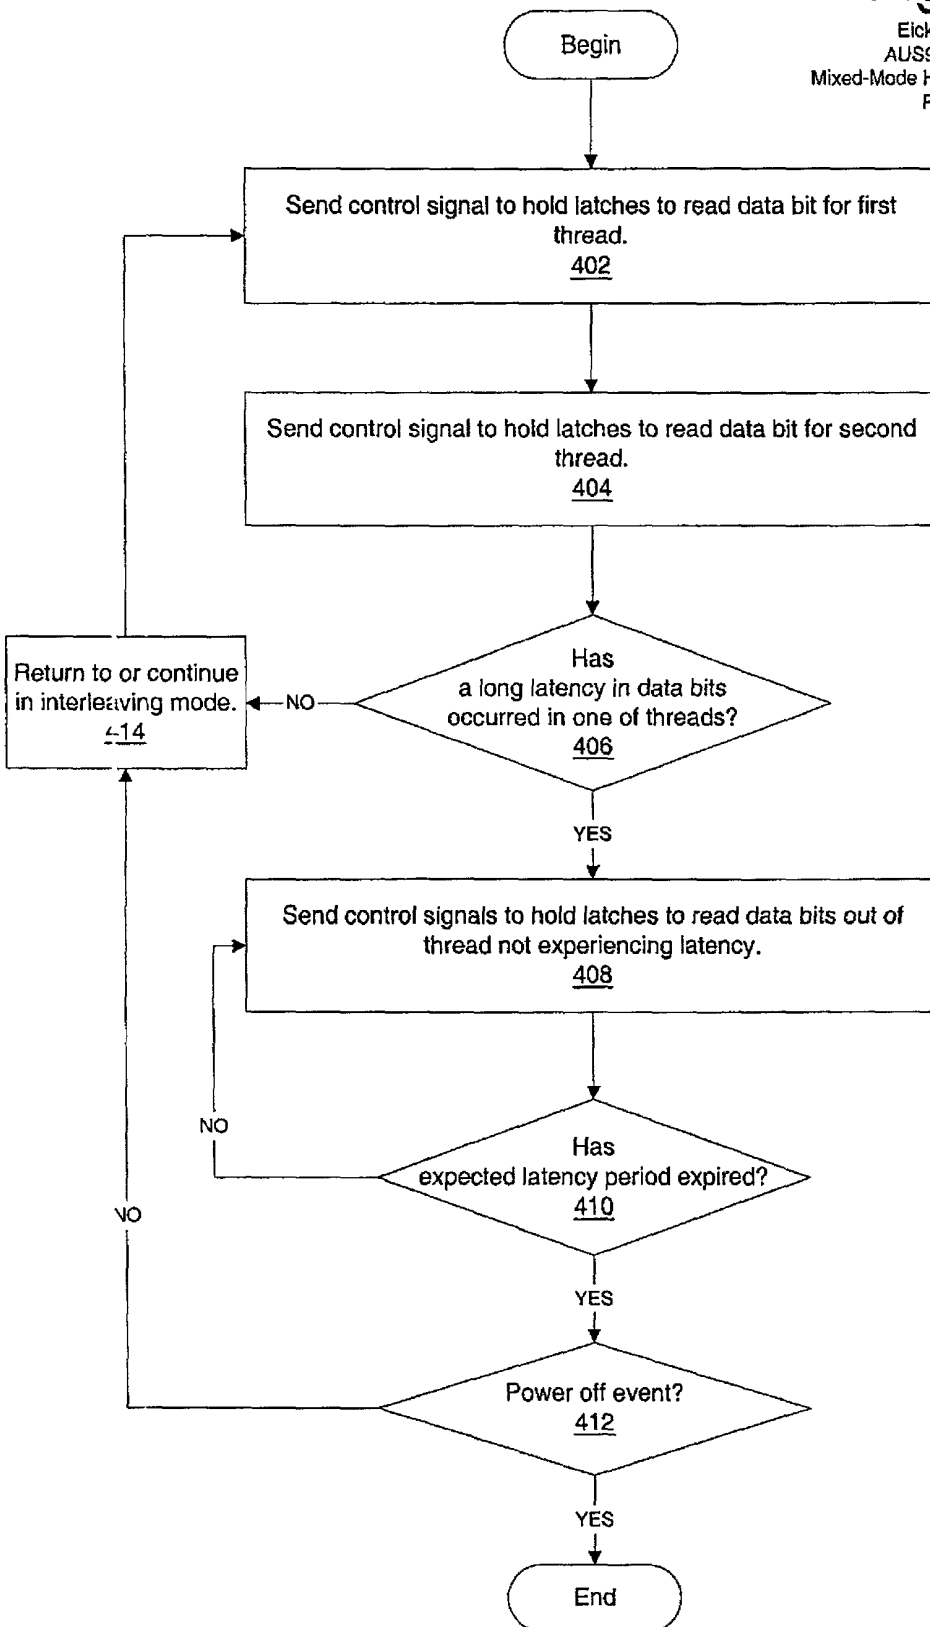 Begin
Eick
AUS9
Mixed-Mode H
Send control signal to hold latches to read data bit for first
thread.
402
Send control signal to hold latches to read data bit for second
thread.
404
Has
a long latency in data bits
occurred in one of threads?
406
NO
Return to or continue
in interleaving mode.
414
YES
Send control signals to hold latches to read data bits out of
thread not experiencing latency.
408
NO
Has
expected latency period expired?
410
NO
YES
Power off event?
412
YES
End